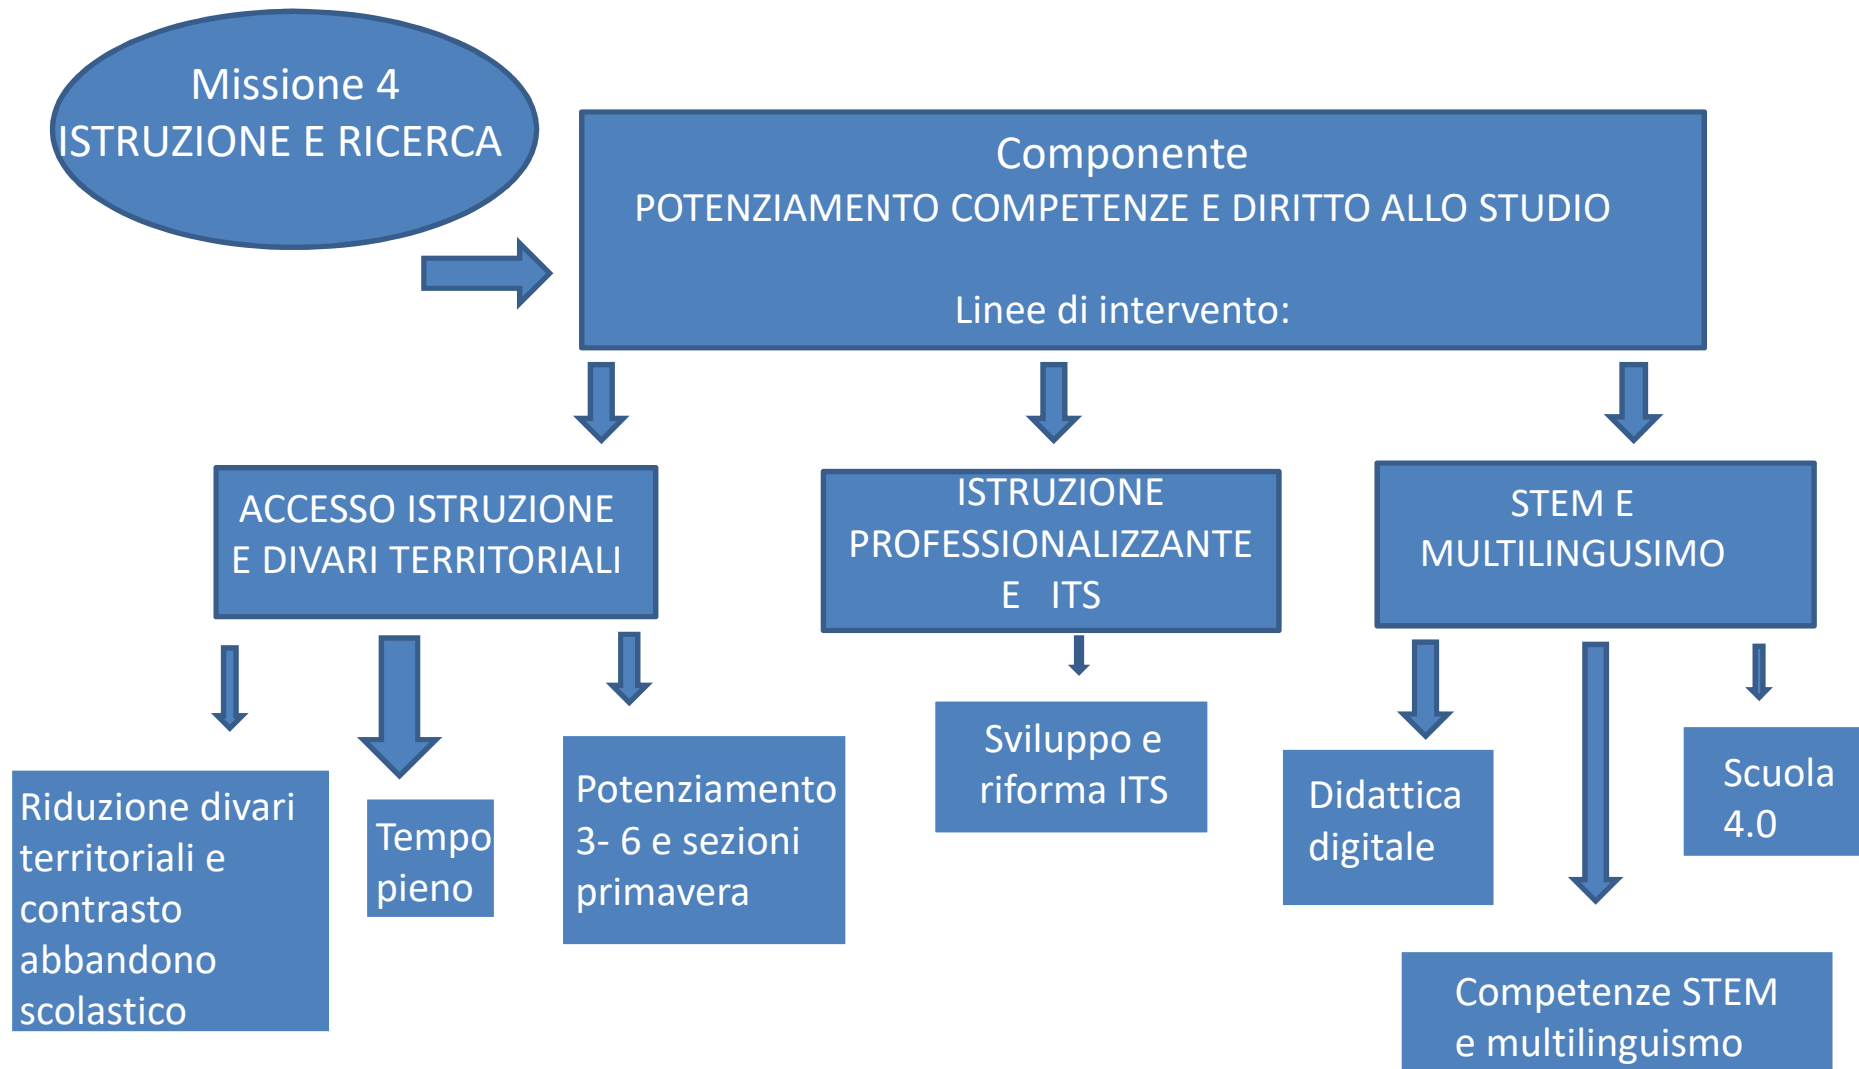 Missione 4
ISTRUZIONE E RICERCA
Componente
POTENZIAMENTO COMPETENZE E DIRITTO ALLO STUDIO
Linee di intervento:
ACCESSO ISTRUZIONE
E DIVARI TERRITORIALI
ISTRUZIONE
PROFESSIONALIZZANTE
E ITS
STEM E
MULTILINGUSIMO
Riduzione divari
territoriali e
contrasto
abbandono
scolastico
Tempo
pieno
Potenziamento
3- 6 e sezioni
primavera
Sviluppo e
riforma ITS
Didattica
digitale
Competenze STEM
e multilinguismo
Scuola
4.0